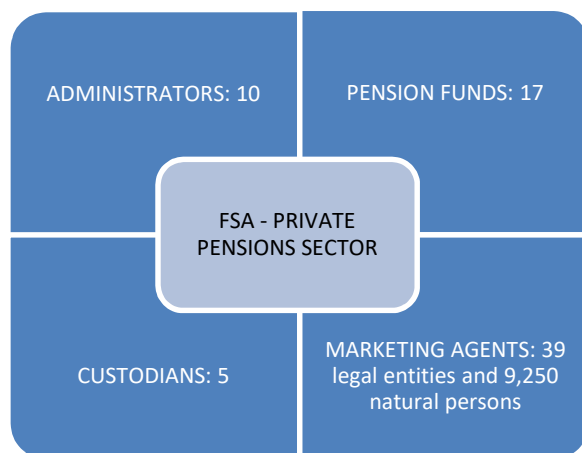 ADMINISTRATORS: 10
PENSION FUNDS: 17
FSA - PRIVATE
PENSIONS SECTOR
CUSTODIANS: 5
MARKETING AGENTS: 39
legal entities and 9,250
natural persons